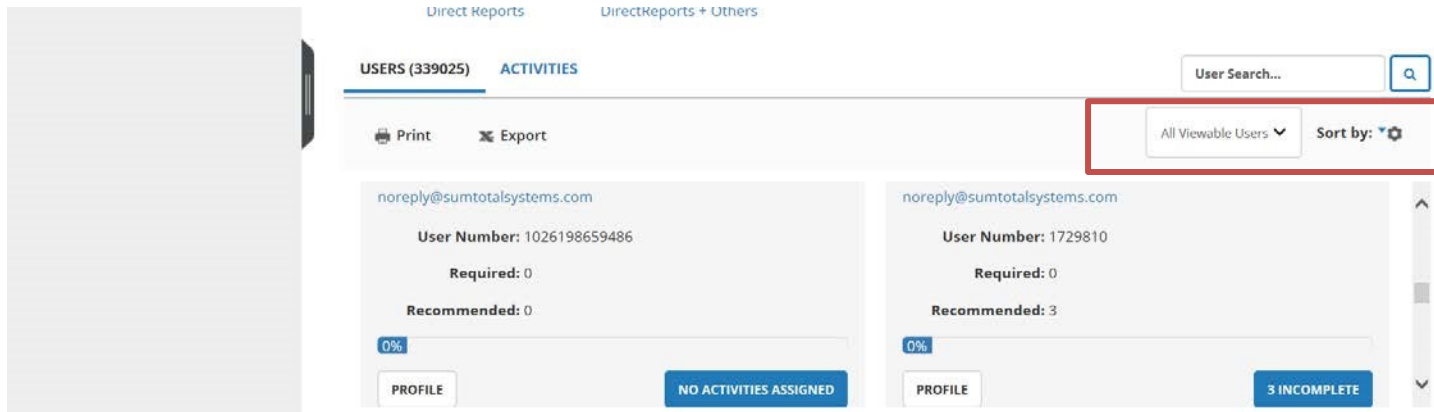 Direct Reports DirectReports + Others
USERS (339025) ACTIVITIES User Search...
Print Export All Viewable Users Sort by:
noreply@sumtotalsystems.com noreply@sumtotalsystems.com
User Number: 1026198659486 User Number: 1729810
Required: 0 Required: 0
Recommended: 0 Recommended: 3
0% 0%
PROFILE NO ACTIVITIES ASSIGNED PROFILE 3 INCOMPLETE